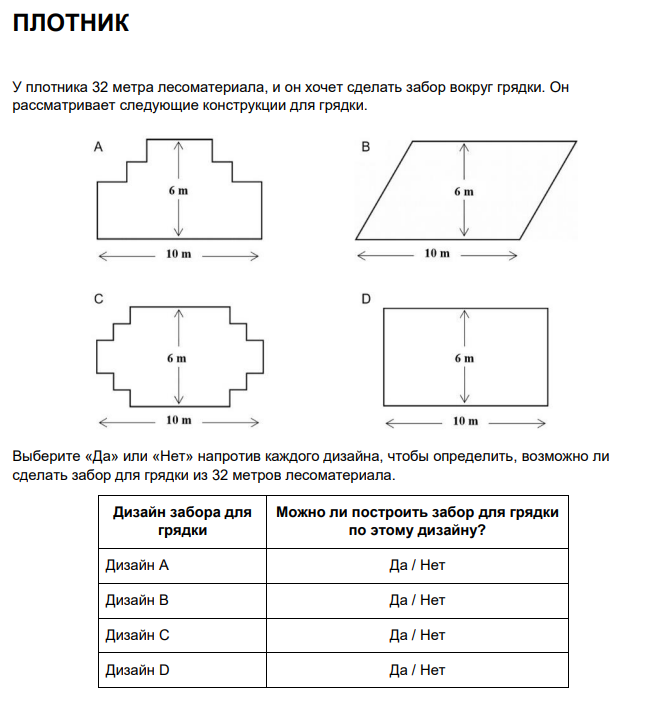 ПЛОТНИК
У плотника 32 метра лесоматериала, и он хочет сделать забор вокруг грядки. Он
рассматривает следующие конструкции для грядки.
A
6 m
10 m
B
6 m
10 m
C
6 m
10 m
D
6 m
10 m
Выберите «Да» или «Нет» напротив каждого дизайна, чтобы определить, возможно ли
сделать забор для грядки из 32 метров лесоматериала.
Дизайн забора для
грядки
Можно ли построить забор для грядки
по этому дизайну?
Дизайн A
Да / Нет
Дизайн B
Да / Нет
Дизайн C
Да / Нет
Дизайн D
Да / Нет